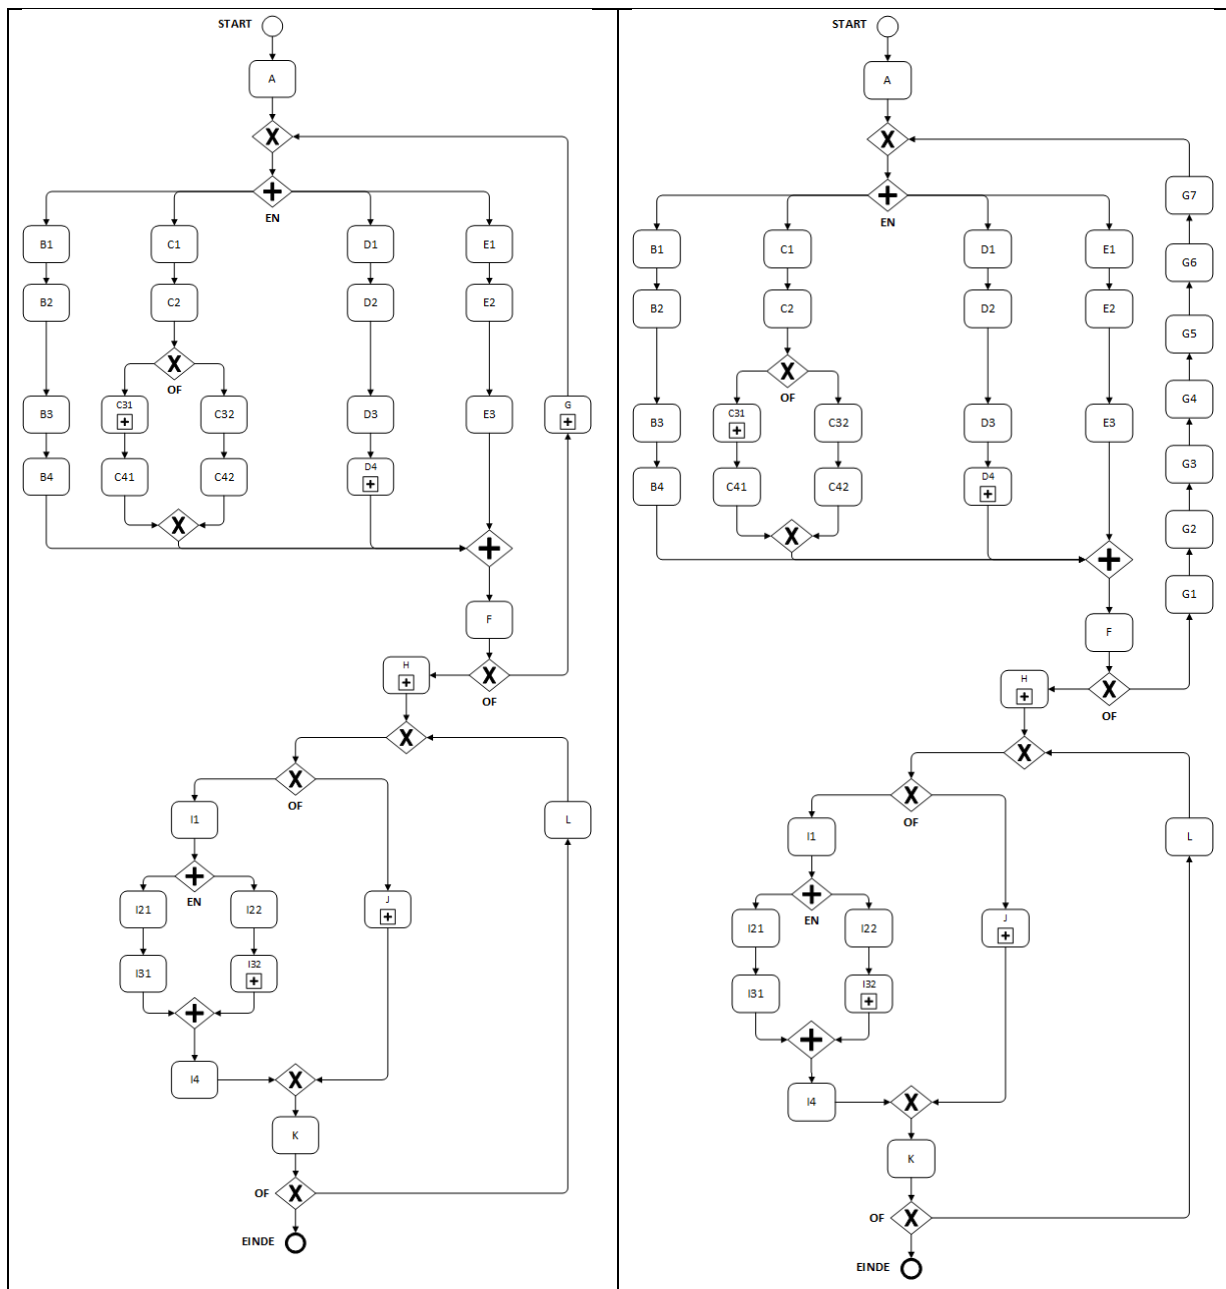 START
A
EN
B1
C1
D1
E1
B2
C2
D2
E2
OF
B3
C31
C32
D3
E3
G
B4
C41
C42
D4
F
H
OF
OF
I1
L
EN
I21
I22
J
I31
I32
I4
K
OF
EINDE
START
A
G7
EN
B1
C1
D1
E1
G6
B2
C2
D2
E2
G5
OF
G4
B3
C31
C32
D3
E3
G3
B4
C41
C42
D4
G2
G1
F
H
OF
OF
I1
L
EN
I21
I22
J
I31
I32
I4
K
OF
EINDE